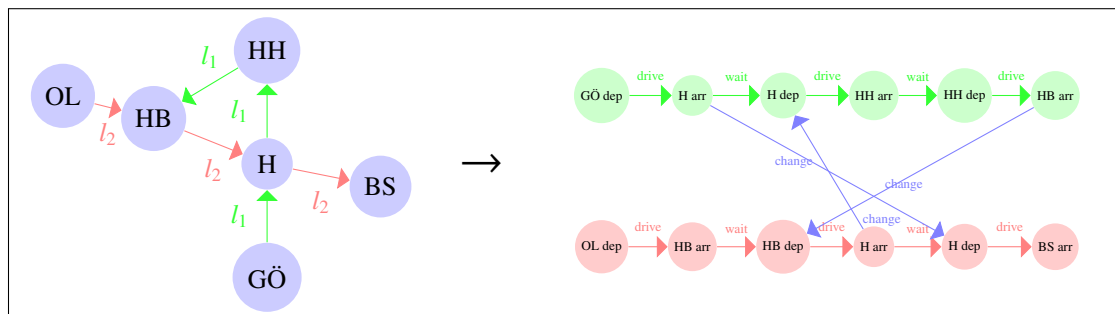 HH
l1
OL
HB
l1
l2
l2
H
l2
BS
l1
GÖ
→
drive wait drive wait drive
GÖ dep H arr H dep HH arr HH dep HB arr
change
change
change
drive wait drive wait drive
OL dep HB arr HB dep H arr H dep BS arr